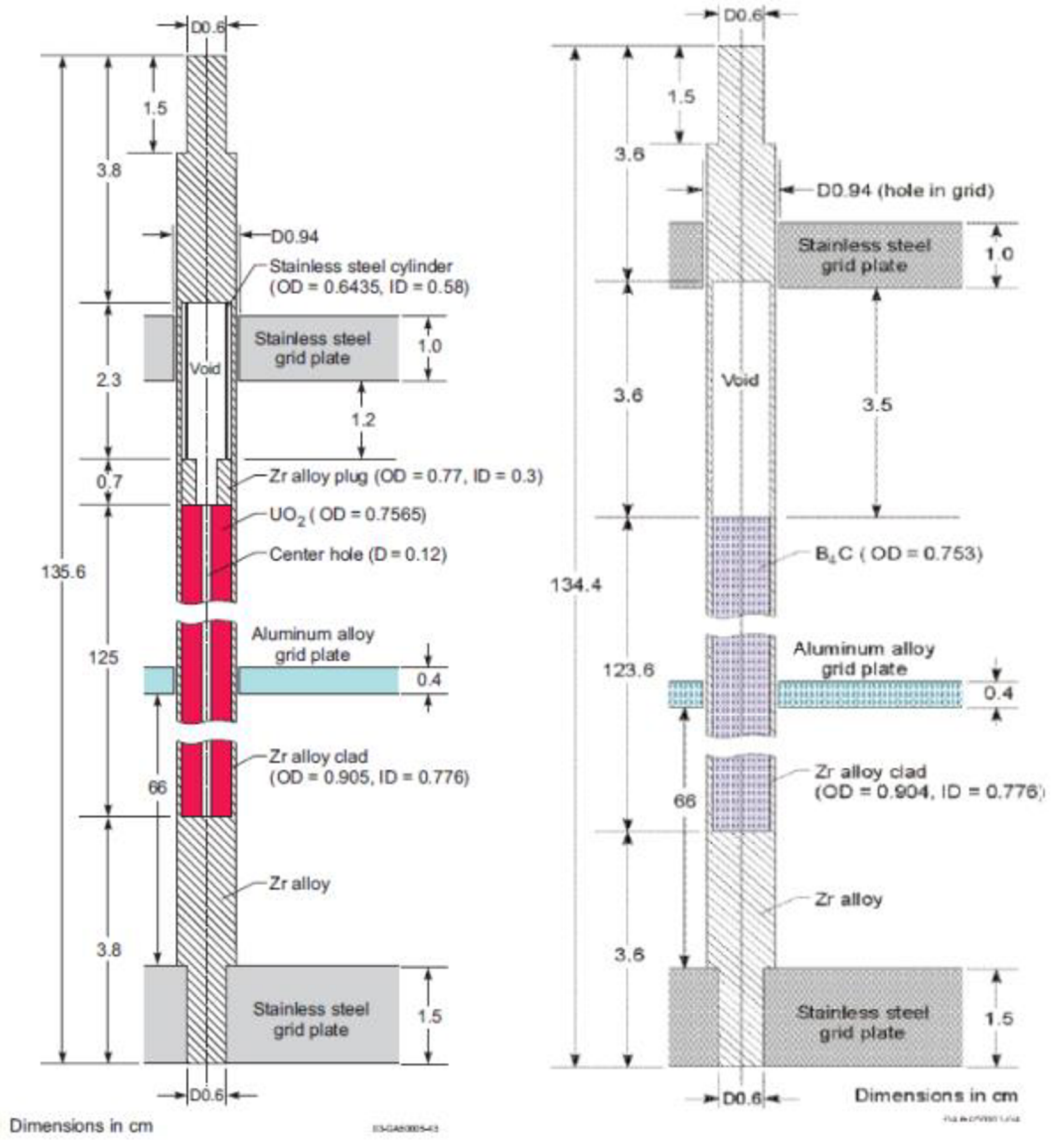 D0.6
1.5
3.8
D0.94
Stainless steel cylinder
(OD = 0.6435, ID = 0.58)
Stainless steel
grid plate
1.0
Void
2.3
1.2
0.7
Zr alloy plug (OD = 0.77, ID = 0.3)
UO2 ( OD = 0.7565)
Center hole (D = 0.12)
135.6
Aluminum alloy
grid plate
125
0.4
Zr alloy clad
(OD = 0.905, ID = 0.776)
66
Zr alloy
3.8
Stainless steel
grid plate
1.5
D0.6
Dimensions in cm
D0.6
1.5
3.6
D0.94 (hole in grid)
Stainless steel
grid plate
1.0
Void
3.6
3.5
B4C ( OD = 0.753)
134.4
Aluminum alloy
grid plate
123.6
0.4
Zr alloy clad
(OD = 0.904, ID = 0.776)
66
Zr alloy
3.6
Stainless steel
grid plate
1.5
D0.6
Dimensions in cm